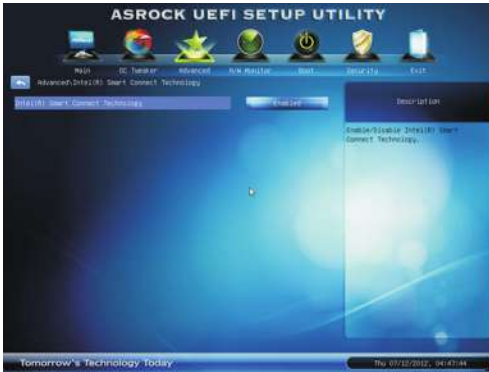 ASROCK UEFI SETUP UTILITY
Main OC Tweaker Advanced H/W Monitor Boot Security Exit
Advanced\Intel(R) Smart Connect Technology
Intel(R) Smart Connect Technology Enabled
Description
Enable/Disable Intel(R) Smart
Connect Technology.
Tomorrow's Technology Today
Thu 07/12/2012, 04:47:44